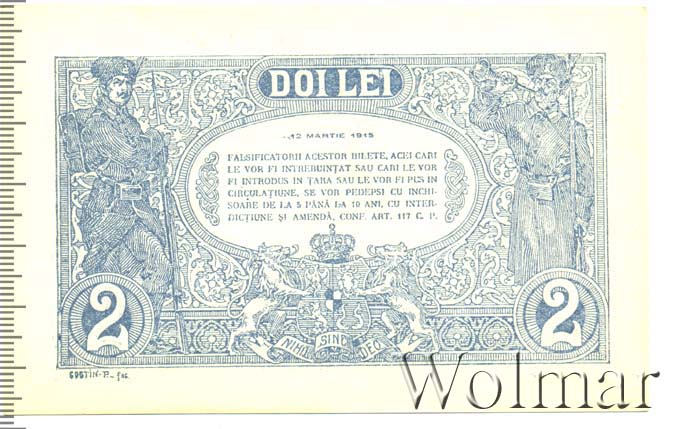 DOI LEI
12 MARTIE 1915
FALSIFICATORII ACESTOR BILETE, ACEI CARI
LE VOR FI INTREBUINȚAT SAU CARI LE VOR
FI INTRODUS IN ȚARA SAU LE VOR FI PUS IN
CIRCULAȚIUNE, SE VOR PEDEPSI CU INCHI-
SOARE DE LA 5 PÂNĂ LA 10 ANI, CU INTER-
DICȚIUNE ȘI AMENDĂ, CONF. ART. 117 C. P.
2
2
NIHIL SINE DEO
COSTIN-P.- fec.
Wolmar